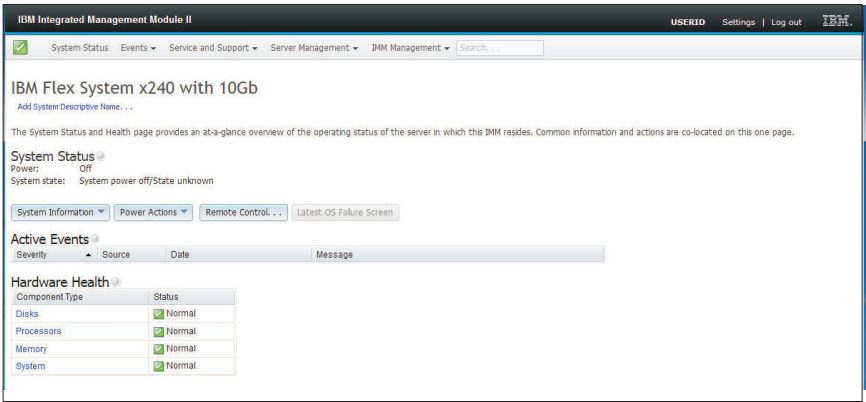 IBM Integrated Management Module II
USERID Settings | Log out IBM.
System Status Events Service and Support Server Management IMM Management Search. . .
IBM Flex System x240 with 10Gb
Add System Descriptive Name. . .
The System Status and Health page provides an at-a-glance overview of the operating status of the server in which this IMM resides. Common information and actions are co-located on this one page.
System Status
Power: Off
System state: System power off/State unknown
System Information Power Actions Remote Control. . . Latest OS Failure Screen
Active Events
Severity Source Date Message
Hardware Health
Component Type Status
Disks Normal
Processors Normal
Memory Normal
System Normal